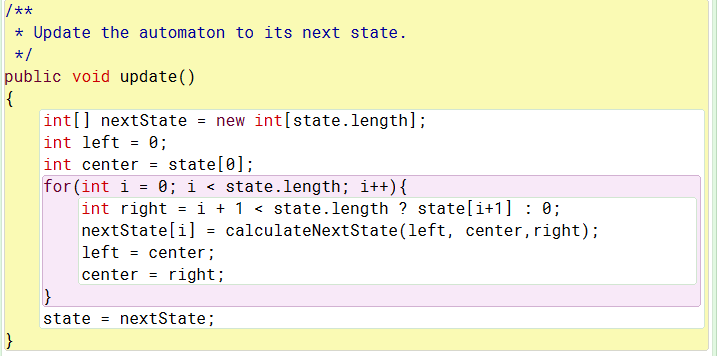 /**
 * Update the automaton to its next state.
 */
public void update()
{
    int[] nextState = new int[state.length];
    int left = 0;
    int center = state[0];
    for(int i = 0; i < state.length; i++){
        int right = i + 1 < state.length ? state[i+1] : 0;
        nextState[i] = calculateNextState(left, center,right);
        left = center;
        center = right;
    }
    state = nextState;
}